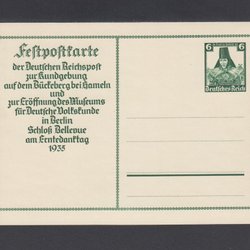 Festpostkarte
der Deutschen Reichspost
zur Kundgebung
auf dem Bückeberg bei Hameln
und
zur Eröffnung des Museums
für Deutsche Volkskunde
in Berlin
Schloß Bellevue
am Erntedanktag
1935
6 6
Deutsches Reich